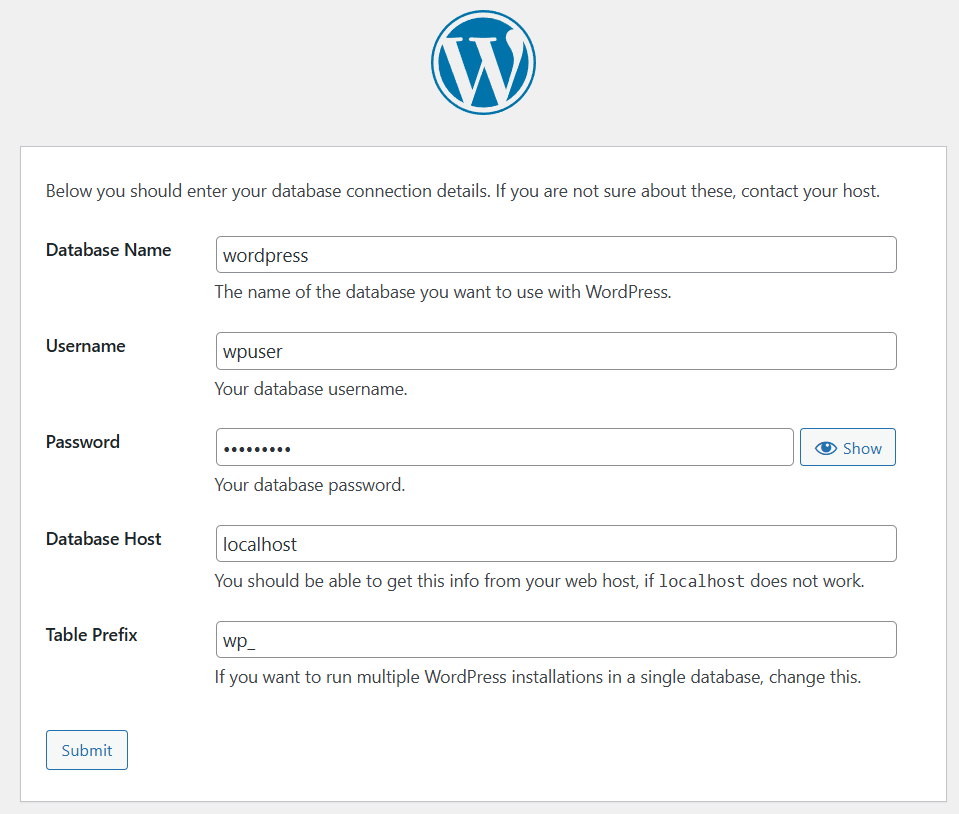 Below you should enter your database connection details. If you are not sure about these, contact your host.
Database Name
wordpress
The name of the database you want to use with WordPress.
Username
wpuser
Your database username.
Password
•••••••••
Show
Your database password.
Database Host
localhost
You should be able to get this info from your web host, if localhost does not work.
Table Prefix
wp_
If you want to run multiple WordPress installations in a single database, change this.
Submit